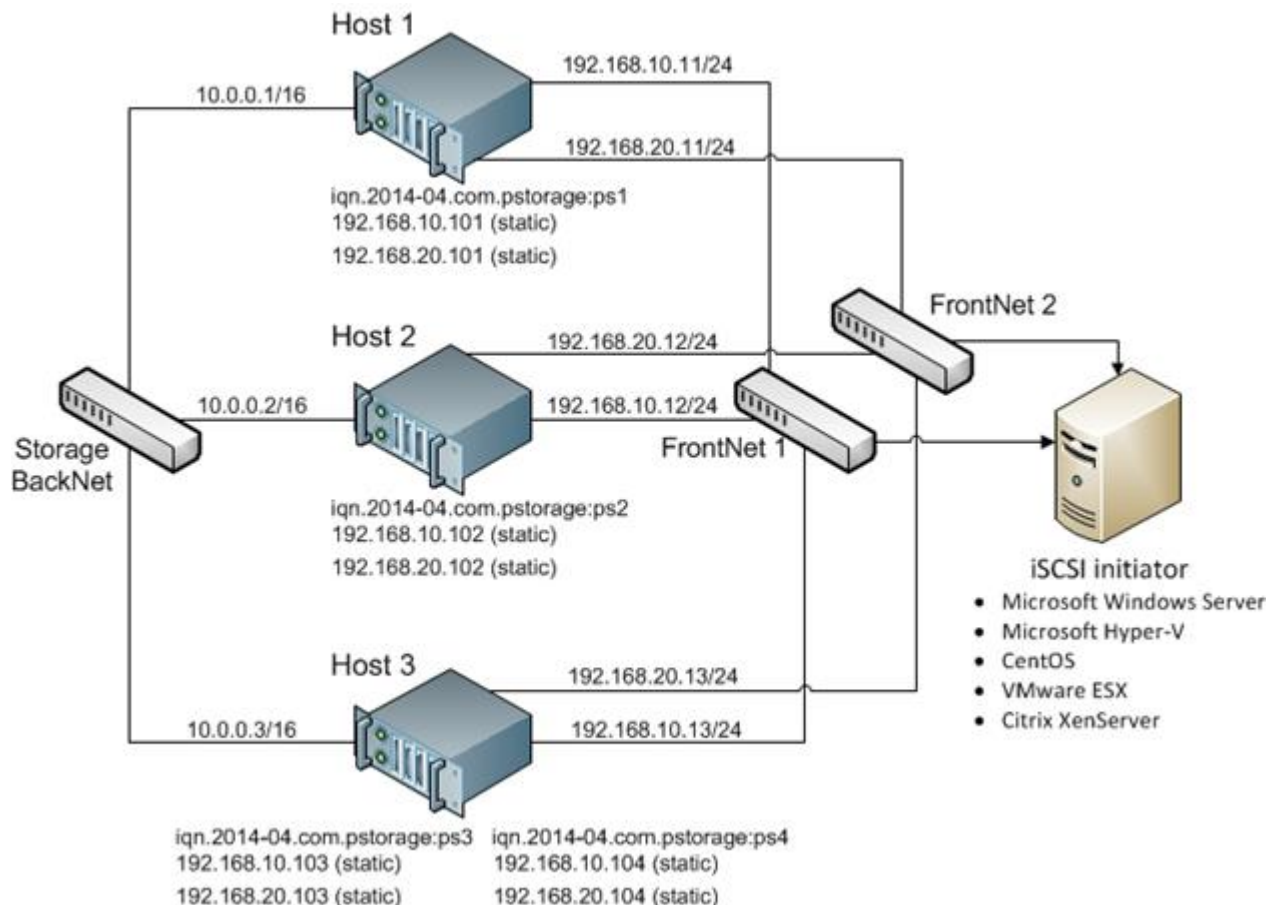 Host 1
192.168.10.11/24
10.0.0.1/16
192.168.20.11/24
iqn.2014-04.com.pstorage:ps1
192.168.10.101 (static)
192.168.20.101 (static)
FrontNet 2
Host 2
192.168.20.12/24
10.0.0.2/16
192.168.10.12/24
Storage
BackNet
FrontNet 1
iqn.2014-04.com.pstorage:ps2
192.168.10.102 (static)
192.168.20.102 (static)
iSCSI initiator
• Microsoft Windows Server
• Microsoft Hyper-V
• CentOS
• VMware ESX
• Citrix XenServer
Host 3
192.168.20.13/24
10.0.0.3/16
192.168.10.13/24
iqn.2014-04.com.pstorage:ps3
192.168.10.103 (static)
192.168.20.103 (static)
iqn.2014-04.com.pstorage:ps4
192.168.10.104 (static)
192.168.20.104 (static)